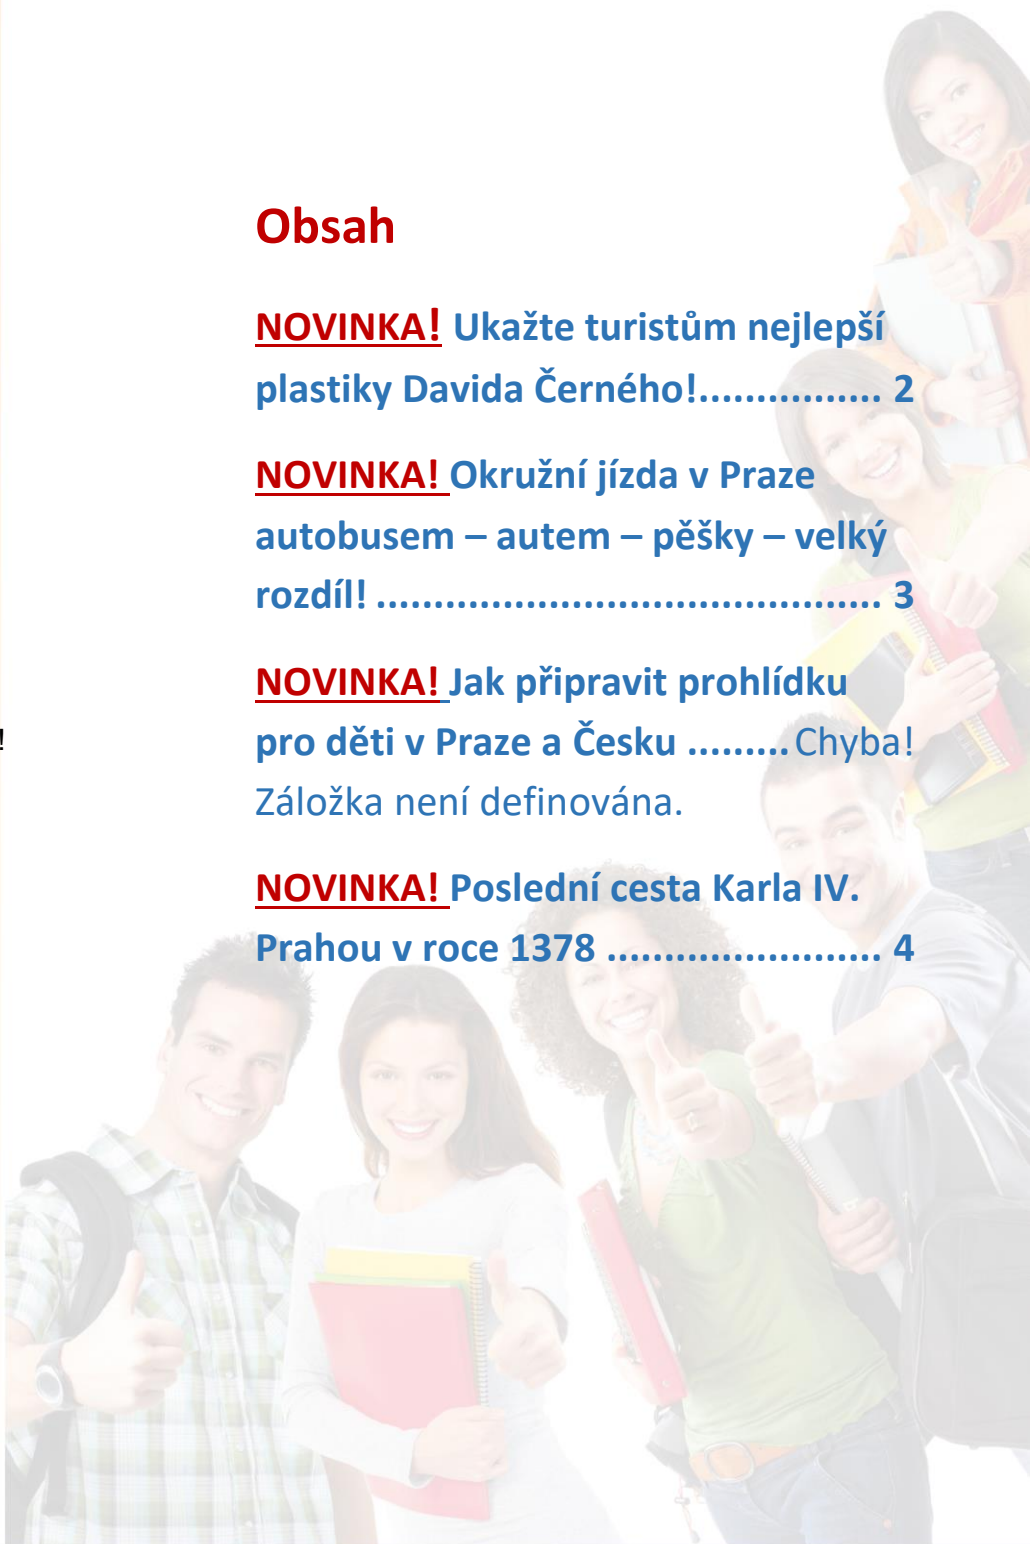 Obsah
NOVINKA! Ukažte turistům nejlepší
plastiky Davida Černého!................ 2
NOVINKA! Okružní jízda v Praze
autobusem – autem – pěšky – velký
rozdíl! ............................................ 3
NOVINKA! Jak připravit prohlídku
!
pro děti v Praze a Česku .........Chyba!
Záložka není definována.
NOVINKA! Poslední cesta Karla IV.
Prahou v roce 1378 ........................ 4